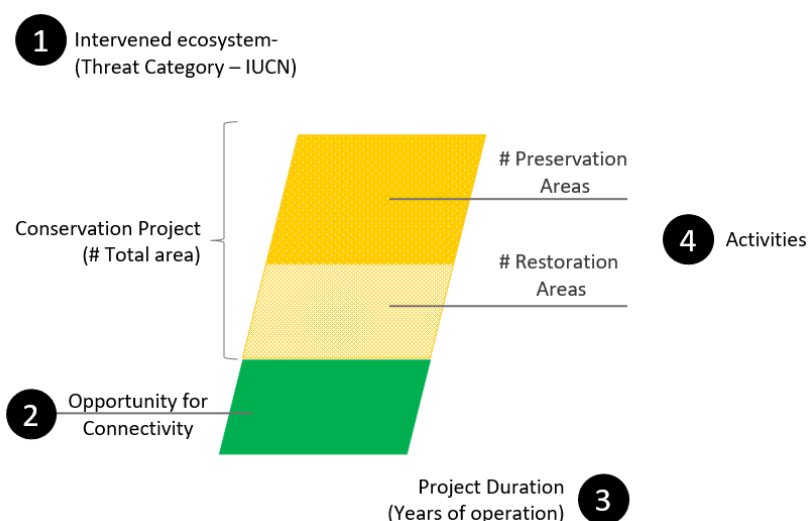 1
Intervened ecosystem-
(Threat Category – IUCN)
# Preservation
Areas
Conservation Project
(# Total area)
4
Activities
# Restoration
Areas
2
Opportunity for
Connectivity
Project Duration
(Years of operation)
3